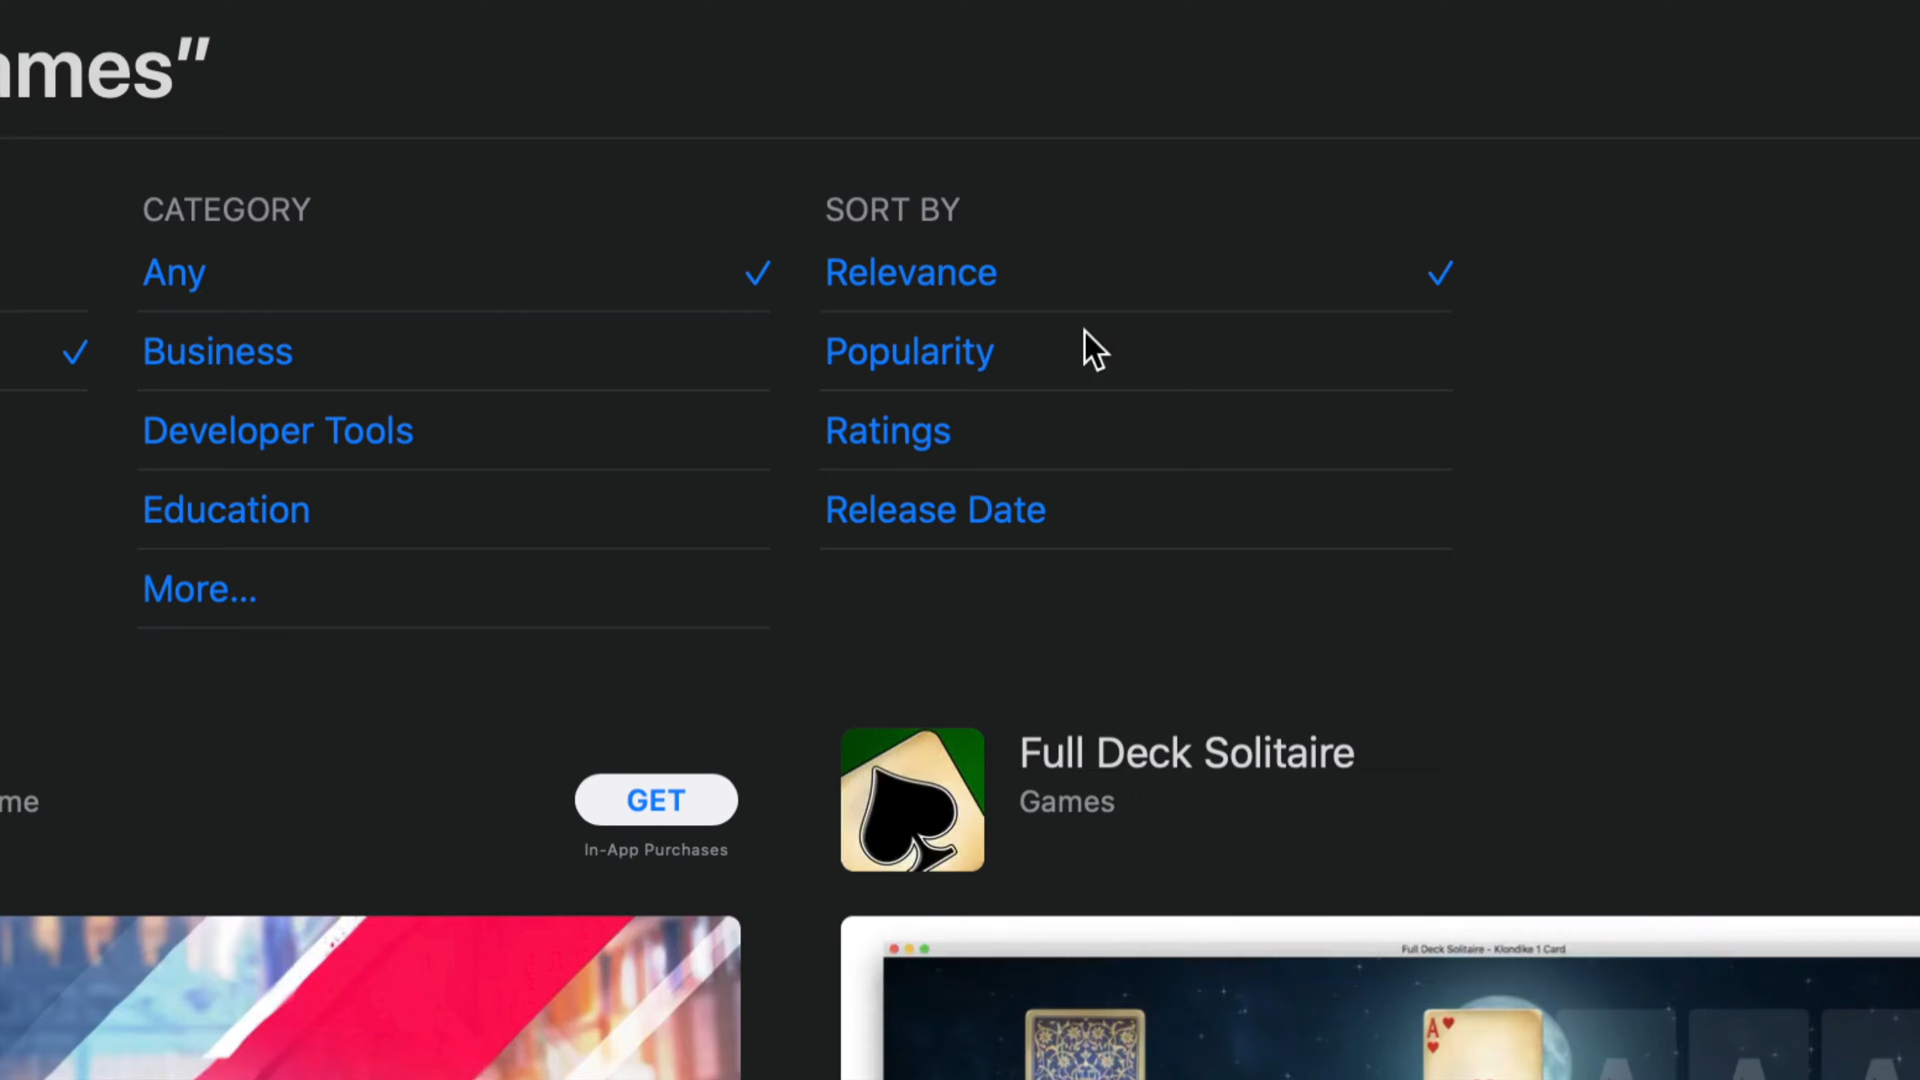 ames”
CATEGORY
Any
Business
Developer Tools
Education
More...
SORT BY
Relevance
Popularity
Ratings
Release Date
me
GET
In-App Purchases
Full Deck Solitaire
Games
Full Deck Solitaire - Klondike 1 Card
A
A
A
A